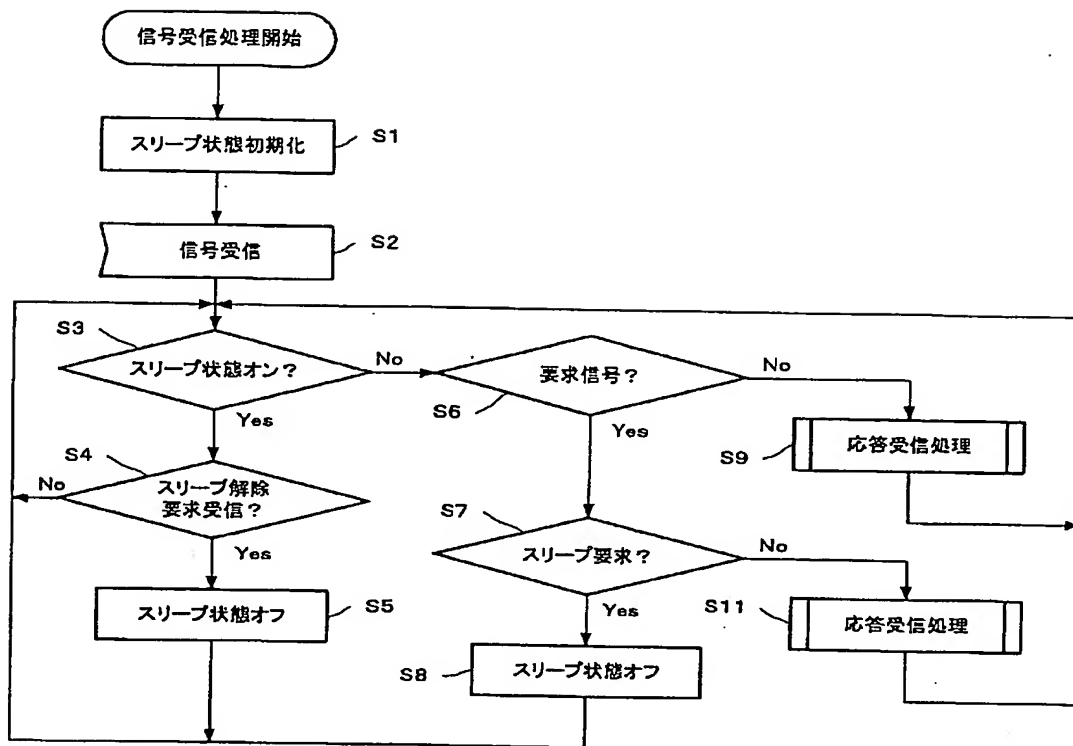 信号受信処理開始
スリープ状態初期化
S1
信号受信
S2
S3
スリープ状態オン？
No
Yes
要求信号？
S6
No
Yes
S4
スリープ解除
要求受信？
No
Yes
S9
応答受信処理
S7
スリープ要求？
No
Yes
スリープ状態オフ
S5
S11
応答受信処理
S8
スリープ状態オフ